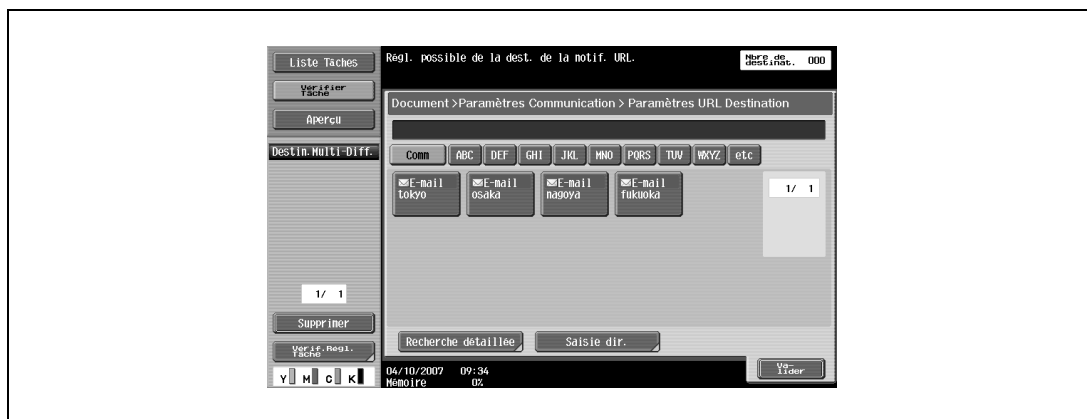 Liste Tâches
Vérifier Tâche
Aperçu
Destin.Multi-Diff.
1/ 1
Supprimer
Vérif.Régl. Tâche
Y M C K
Régl. possible de la dest. de la notif. URL.
Nbre de destinat. 000
Document >Paramètres Communication > Paramètres URL Destination
Comm ABC DEF GHI JKL MNO PQRS TUV WXYZ etc
E-mail tokyo
E-mail osaka
E-mail nagoya
E-mail fukuoka
1/ 1
Recherche détaillée
Saisie dir.
04/10/2007 09:34
Mémoire 0%
Va- lider